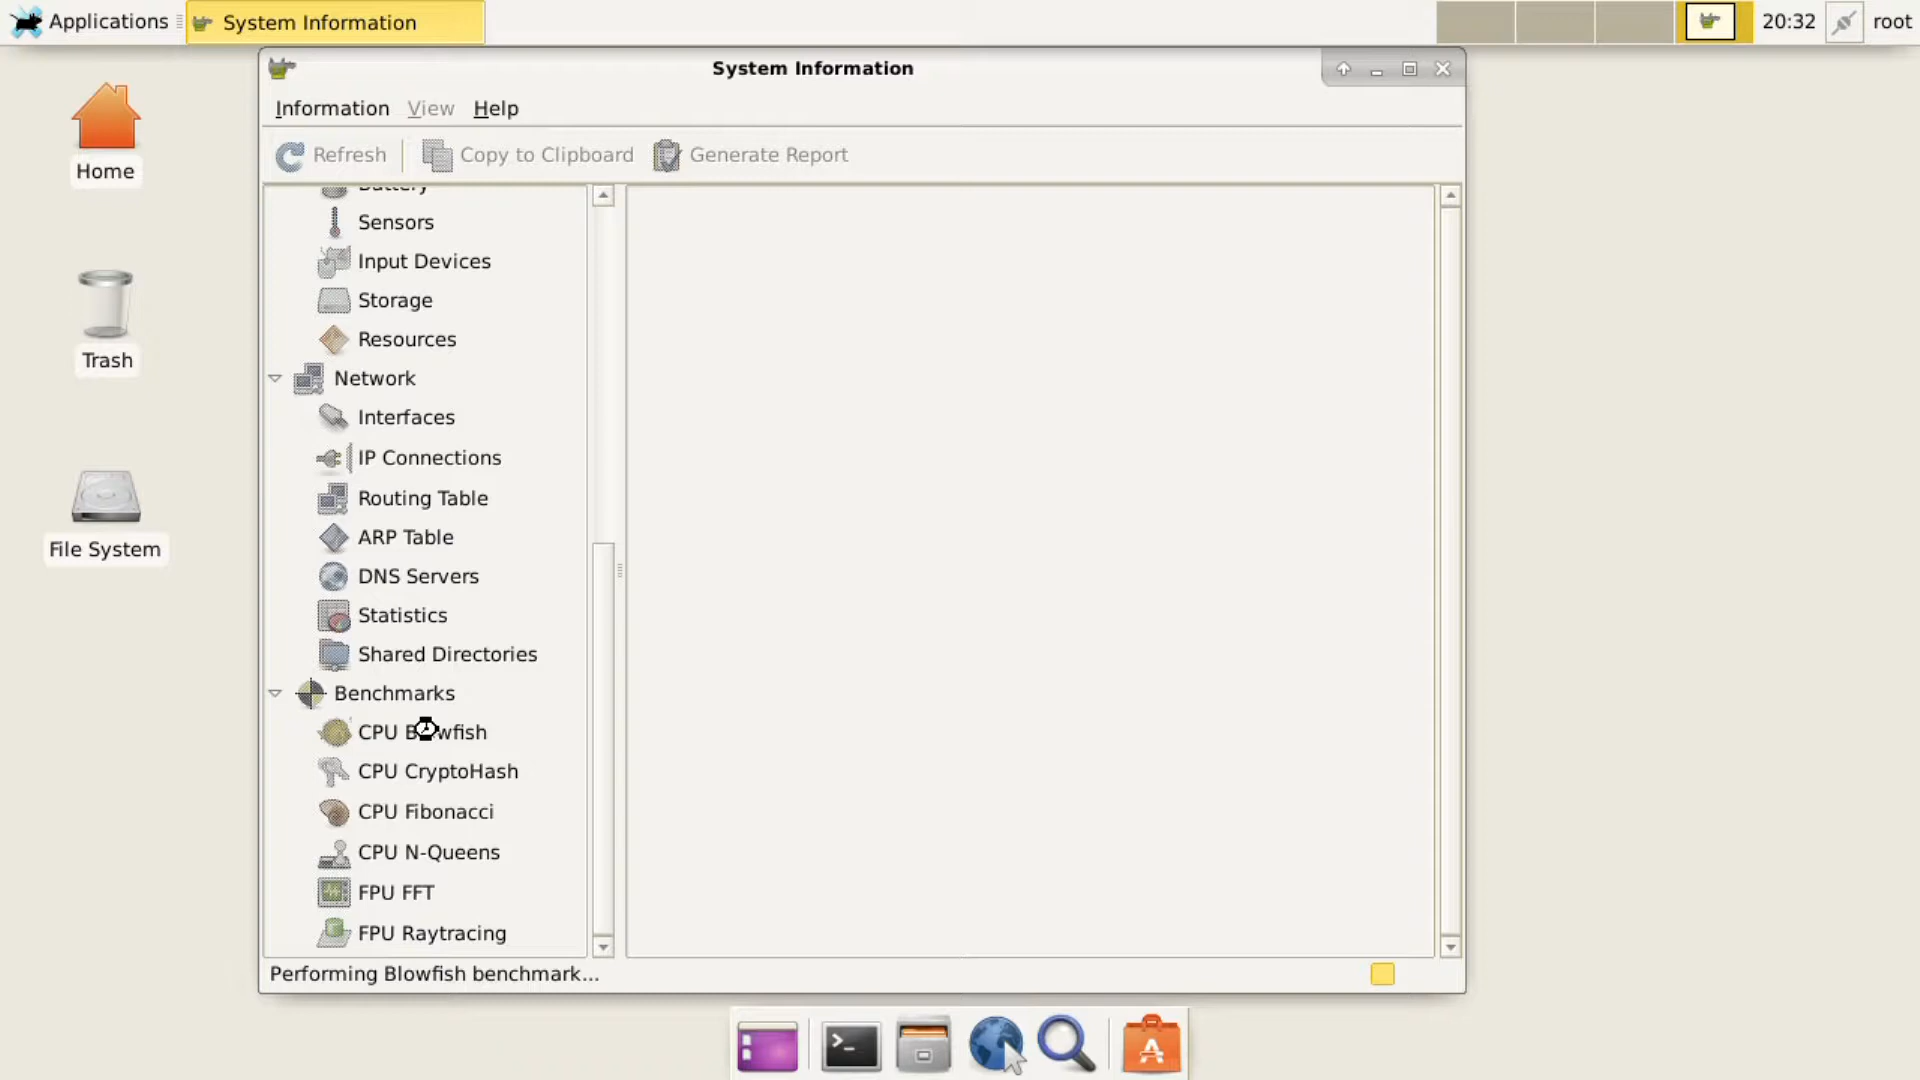 Applications
System Information
20:32
root
Home
Trash
File System
System Information
Information View Help
Refresh Copy to Clipboard Generate Report
Battery
Sensors
Input Devices
Storage
Resources
Network
Interfaces
IP Connections
Routing Table
ARP Table
DNS Servers
Statistics
Shared Directories
Benchmarks
CPU Blowfish
CPU CryptoHash
CPU Fibonacci
CPU N-Queens
FPU FFT
FPU Raytracing
Performing Blowfish benchmark...